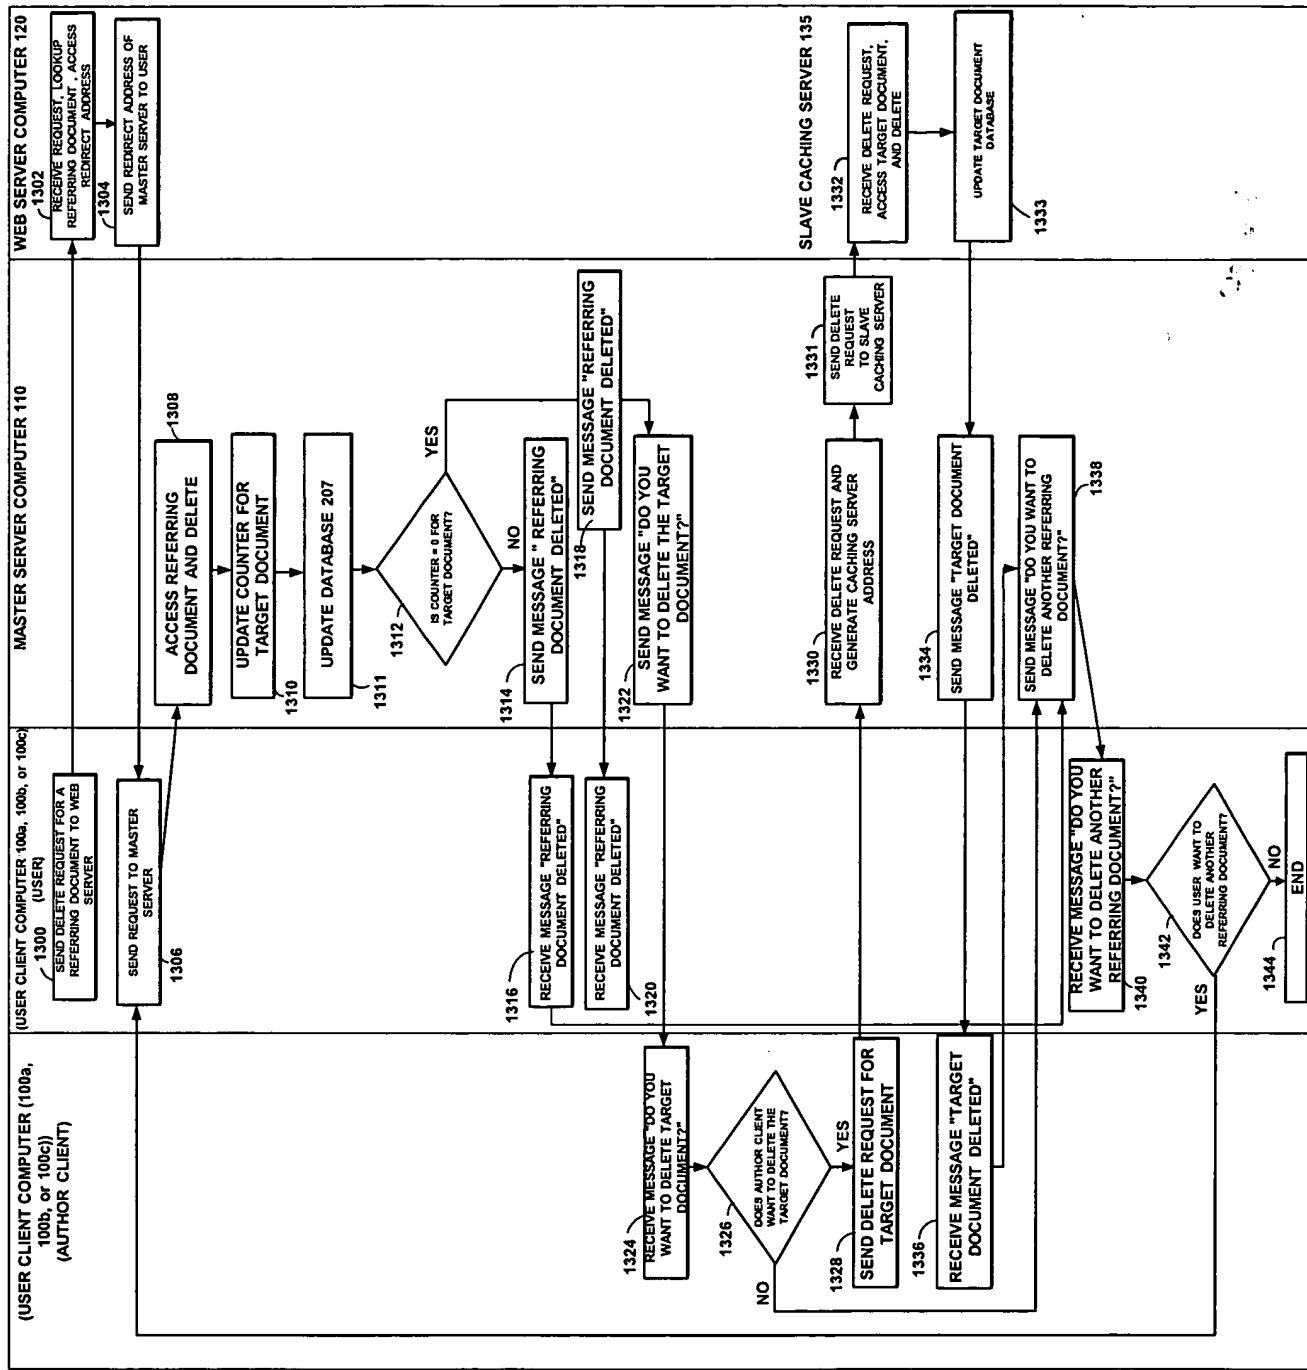 (USER CLIENT COMPUTER (100a,
100b, or 100c))
(AUTHOR CLIENT)
1324
RECEIVE MESSAGE "DO YOU
WANT TO DELETE TARGET
DOCUMENT?"
1326
DOES AUTHOR CLIENT
WANT TO DELETE THE
TARGET DOCUMENT?
NO
YES
1328
SEND DELETE REQUEST FOR
TARGET DOCUMENT
1336
RECEIVE MESSAGE "TARGET
DOCUMENT DELETED"
(USER CLIENT COMPUTER 100a, 100b, or 100c)
(USER)
1300
SEND DELETE REQUEST FOR A
REFERRING DOCUMENT TO WEB
SERVER
SEND REQUEST TO MASTER
SERVER
1306
1316
RECEIVE MESSAGE "REFERRING
DOCUMENT DELETED"
RECEIVE MESSAGE "REFERRING
DOCUMENT DELETED"
1320
RECEIVE MESSAGE "DO YOU
WANT TO DELETE ANOTHER
REFERRING DOCUMENT?"
1340
1342
DOES USER WANT TO
DELETE ANOTHER
REFERRING DOCUMENT?
YES
NO
1344
END
MASTER SERVER COMPUTER 110
1308
ACCESS REFERRING
DOCUMENT AND DELETE
UPDATE COUNTER FOR
TARGET DOCUMENT
1310
UPDATE DATABASE 207
1311
1312
IS COUNTER = 0 FOR
TARGET DOCUMENT?
YES
NO
1314
SEND MESSAGE " REFERRING
DOCUMENT DELETED"
1318
SEND MESSAGE "REFERRING
DOCUMENT DELETED"
1322
SEND MESSAGE "DO YOU
WANT TO DELETE THE TARGET
DOCUMENT?"
1330
RECEIVE DELETE REQUEST AND
GENERATE CACHING SERVER
ADDRESS
1331
SEND DELETE
REQUEST
TO SLAVE
CACHING SERVER
1334
SEND MESSAGE "TARGET DOCUMENT
DELETED"
SEND MESSAGE "DO YOU WANT TO
DELETE ANOTHER REFERRING
DOCUMENT?"
1338
WEB SERVER COMPUTER 120
1302
RECEIVE REQUEST, LOOKUP
REFERRING DOCUMENT , ACCESS
REDIRECT ADDRESS
1304
SEND REDIRECT ADDRESS OF
MASTER SERVER TO USER
SLAVE CACHING SERVER 135
1332
RECEIVE DELETE REQUEST,
ACCESS TARGET DOCUMENT,
AND DELETE
UPDATE TARGET DOCUMENT
DATABASE
1333